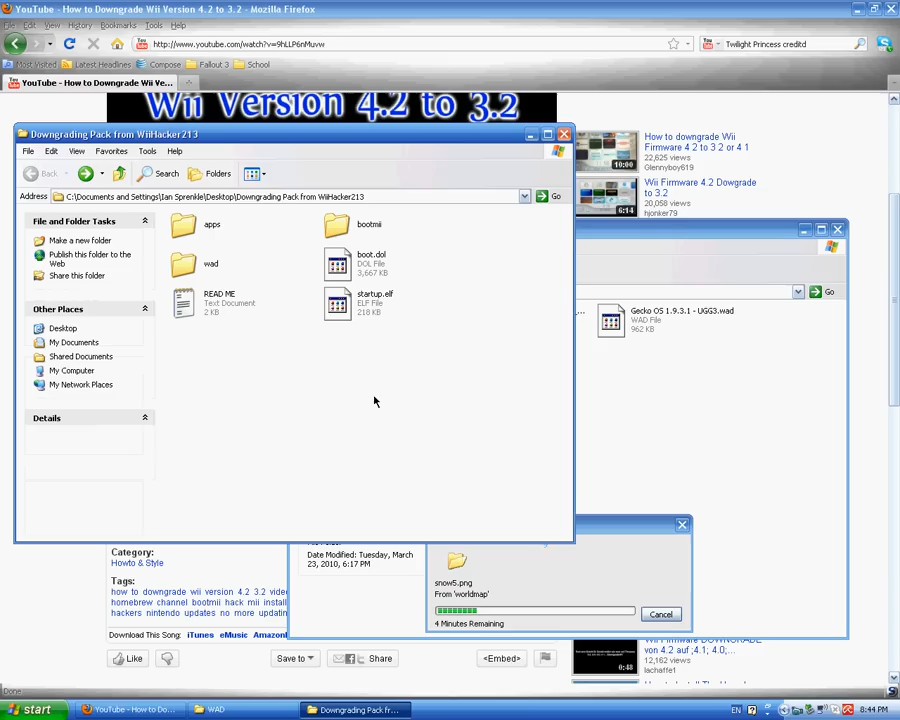 YouTube - How to Downgrade Wii Version 4.2 to 3.2 - Mozilla Firefox
File Edit View History Bookmarks Tools Help
http://www.youtube.com/watch?v=9hLLP6nMuvw
Twilight Princess creditd
Most Visited Latest Headlines Compose Fallout 3 School
YouTube - How to Downgrade Wii Ve...
Wii Version 4.2 to 3.2
Downgrading Pack from WiiHacker213
File Edit View Favorites Tools Help
Back Search Folders
Address C:\Documents and Settings\Ian Sprenkle\Desktop\Downgrading Pack from WiiHacker213 Go
File and Folder Tasks
Make a new folder
Publish this folder to the Web
Share this folder
Other Places
Desktop
My Documents
Shared Documents
My Computer
My Network Places
Details
apps
bootmii
wad
boot.dol
DOL File
3,667 KB
READ ME
Text Document
2 KB
startup.elf
ELF File
218 KB
How to downgrade Wii
Firmware 4 2 to 3 2 or 4 1
22,625 views
Glennyboy619
10:00
Wii Firmware 4.2 Dowgrade
to 3.2
20,058 views
hjonker79
6:14
Go
Gecko OS 1.9.3.1 - UGG3.wad
WAD File
962 KB
Date Modified: Tuesday, March
23, 2010, 6:17 PM
snow5.png
From 'worldmap'
4 Minutes Remaining
Cancel
Category:
Howto & Style
Tags:
how to downgrade wii version 4.2 3.2 vide
homebrew channel bootmii hack mii install
hackers nintendo updates no more updatin
Download This Song: iTunes eMusic Amazon
Like Save to Share <Embed>
Wii Firmware DOWNGRADE
von 4.2 auf ;4.1; 4.0;...
12,162 views
lachaffe1
0:48
Done
start YouTube - How to Do... WAD Downgrading Pack fr... EN 8:44 PM